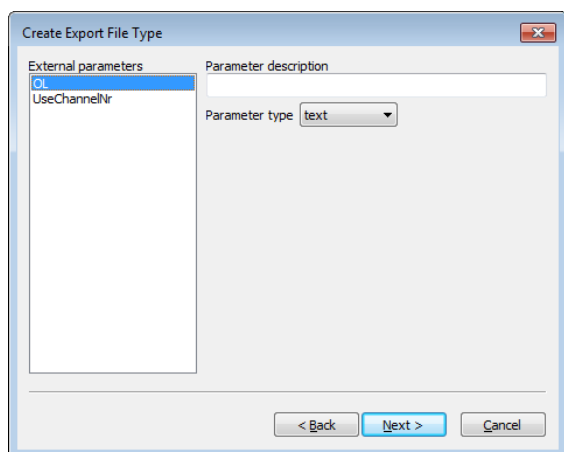 Create Export File Type
External parameters
OL
UseChannelNr
Parameter description
Parameter type text
< Back
Next >
Cancel